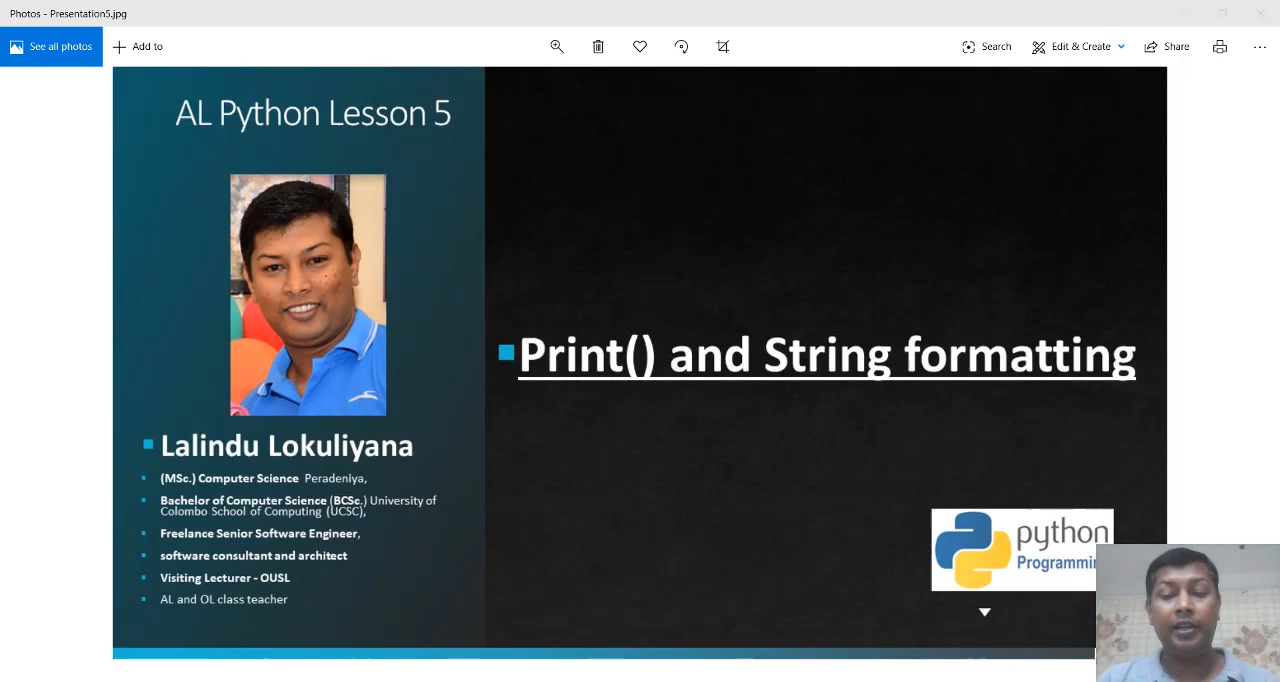 Photos - Presentation5.jpg
See all photos
Add to
Search
Edit & Create
Share
AL Python Lesson 5
Print() and String formatting
Lalindu Lokuliyana
(MSc.) Computer Science Peradeniya,
Bachelor of Computer Science (BCSc.) University of
Colombo School of Computing (UCSC),
Freelance Senior Software Engineer,
software consultant and architect
Visiting Lecturer - OUSL
AL and OL class teacher
python
Programmin